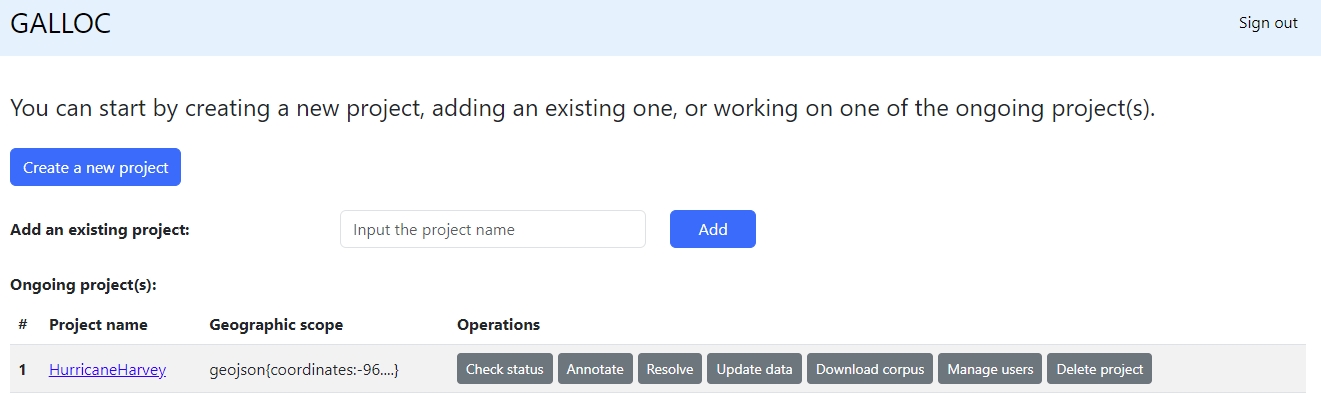 GALLOC
Sign out
You can start by creating a new project, adding an existing one, or working on one of the ongoing project(s).
Create a new project
Add an existing project: Input the project name Add
Ongoing project(s):
# Project name Geographic scope Operations
1 HurricaneHarvey geojson{coordinates:-96....} Check status Annotate Resolve Update data Download corpus Manage users Delete project